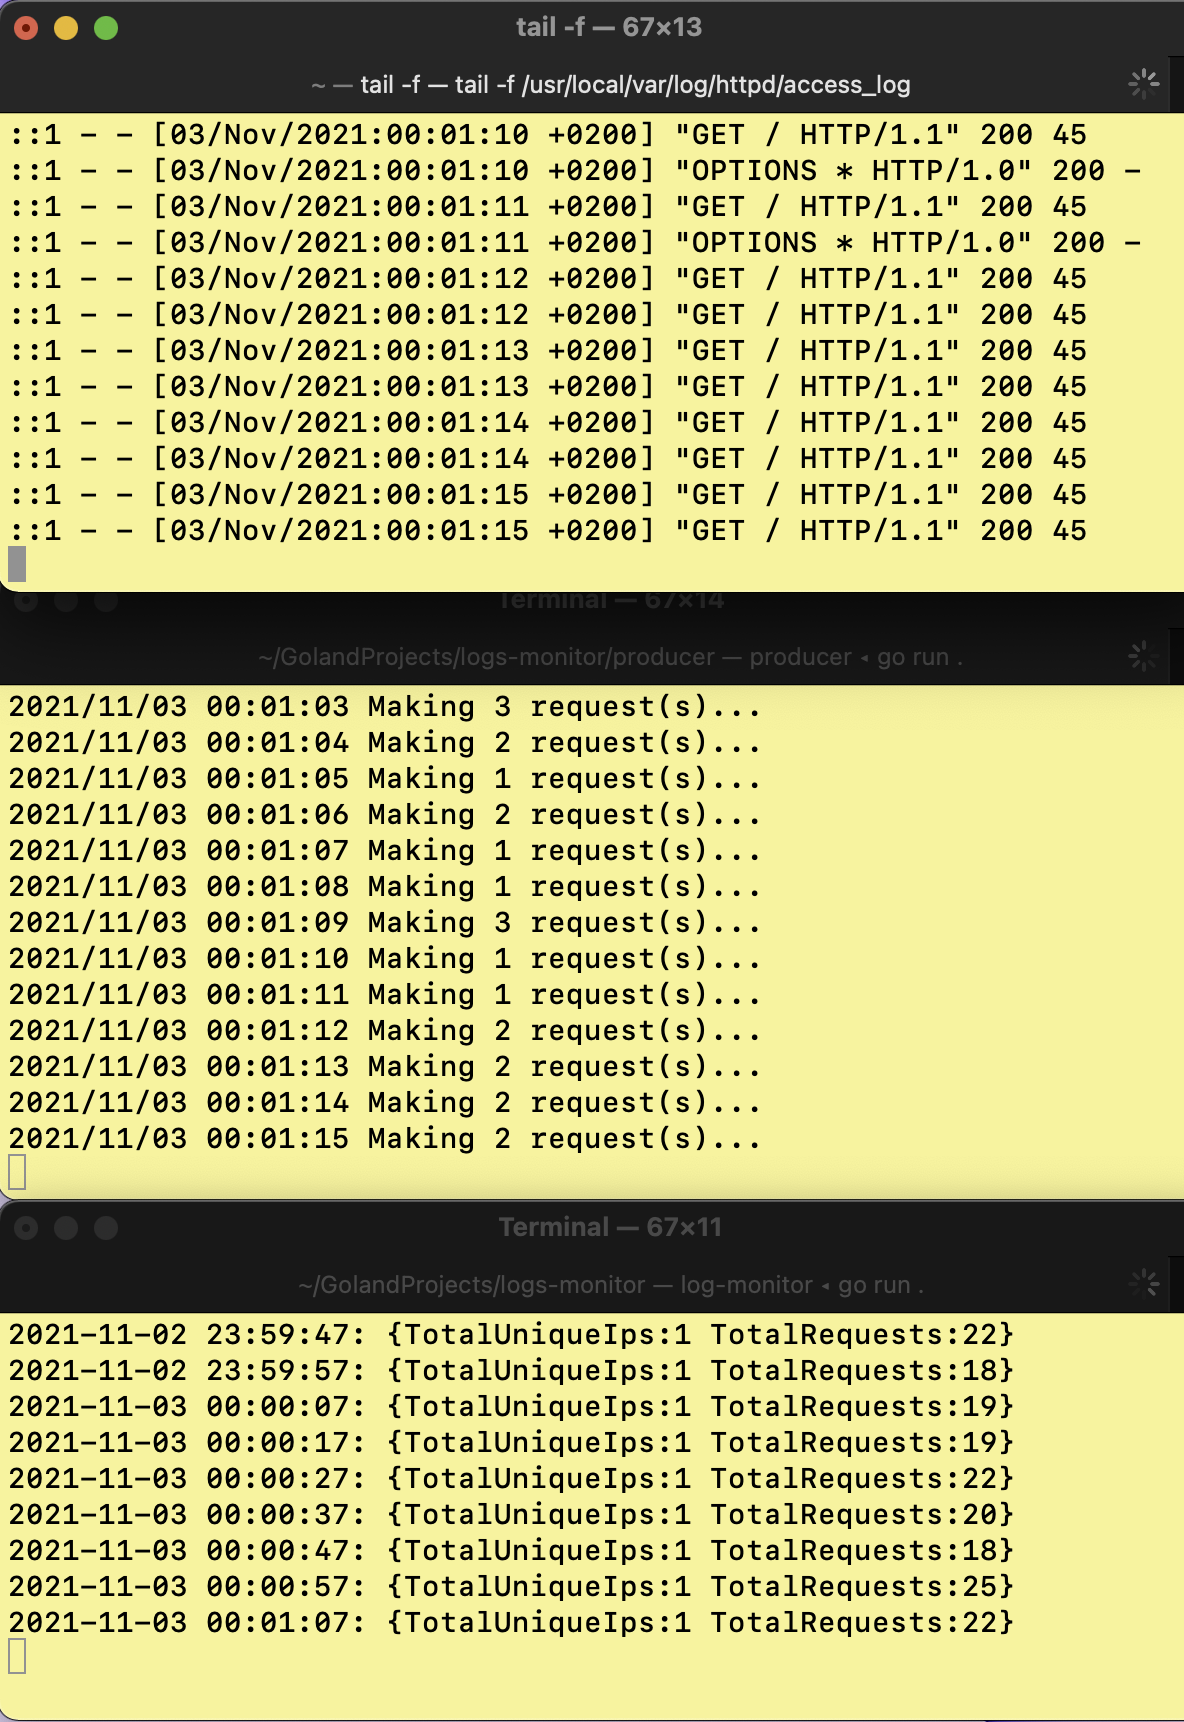 tail -f — 67×13
~ — tail -f — tail -f /usr/local/var/log/httpd/access_log
::1 - - [03/Nov/2021:00:01:10 +0200] "GET / HTTP/1.1" 200 45
::1 - - [03/Nov/2021:00:01:10 +0200] "OPTIONS * HTTP/1.0" 200 -
::1 - - [03/Nov/2021:00:01:11 +0200] "GET / HTTP/1.1" 200 45
::1 - - [03/Nov/2021:00:01:11 +0200] "OPTIONS * HTTP/1.0" 200 -
::1 - - [03/Nov/2021:00:01:12 +0200] "GET / HTTP/1.1" 200 45
::1 - - [03/Nov/2021:00:01:12 +0200] "GET / HTTP/1.1" 200 45
::1 - - [03/Nov/2021:00:01:13 +0200] "GET / HTTP/1.1" 200 45
::1 - - [03/Nov/2021:00:01:13 +0200] "GET / HTTP/1.1" 200 45
::1 - - [03/Nov/2021:00:01:14 +0200] "GET / HTTP/1.1" 200 45
::1 - - [03/Nov/2021:00:01:14 +0200] "GET / HTTP/1.1" 200 45
::1 - - [03/Nov/2021:00:01:15 +0200] "GET / HTTP/1.1" 200 45
::1 - - [03/Nov/2021:00:01:15 +0200] "GET / HTTP/1.1" 200 45
Terminal — 67×14
~/GolandProjects/logs-monitor/producer — producer ◂ go run .
2021/11/03 00:01:03 Making 3 request(s)...
2021/11/03 00:01:04 Making 2 request(s)...
2021/11/03 00:01:05 Making 1 request(s)...
2021/11/03 00:01:06 Making 2 request(s)...
2021/11/03 00:01:07 Making 1 request(s)...
2021/11/03 00:01:08 Making 1 request(s)...
2021/11/03 00:01:09 Making 3 request(s)...
2021/11/03 00:01:10 Making 1 request(s)...
2021/11/03 00:01:11 Making 1 request(s)...
2021/11/03 00:01:12 Making 2 request(s)...
2021/11/03 00:01:13 Making 2 request(s)...
2021/11/03 00:01:14 Making 2 request(s)...
2021/11/03 00:01:15 Making 2 request(s)...
Terminal — 67×11
~/GolandProjects/logs-monitor — log-monitor ◂ go run .
2021-11-02 23:59:47: {TotalUniqueIps:1 TotalRequests:22}
2021-11-02 23:59:57: {TotalUniqueIps:1 TotalRequests:18}
2021-11-03 00:00:07: {TotalUniqueIps:1 TotalRequests:19}
2021-11-03 00:00:17: {TotalUniqueIps:1 TotalRequests:19}
2021-11-03 00:00:27: {TotalUniqueIps:1 TotalRequests:22}
2021-11-03 00:00:37: {TotalUniqueIps:1 TotalRequests:20}
2021-11-03 00:00:47: {TotalUniqueIps:1 TotalRequests:18}
2021-11-03 00:00:57: {TotalUniqueIps:1 TotalRequests:25}
2021-11-03 00:01:07: {TotalUniqueIps:1 TotalRequests:22}